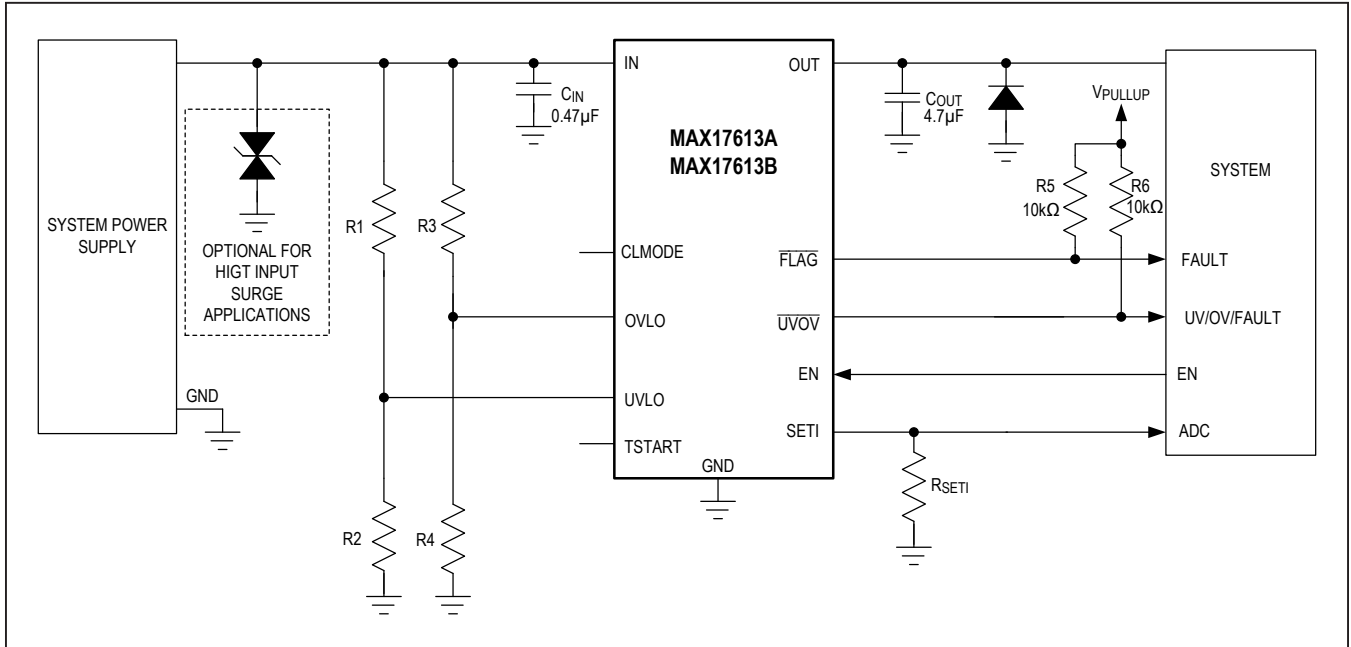 SYSTEM POWER
SUPPLY
GND
OPTIONAL FOR
HIGT INPUT
SURGE
APPLICATIONS
R1
R2
R3
R4
CIN
0.47µF
IN
CLMODE
OVLO
UVLO
TSTART
MAX17613A
MAX17613B
GND
OUT
FLAG
UVOV
EN
SETI
COUT
4.7µF
VPULLUP
R5
10kΩ
R6
10kΩ
RSETI
SYSTEM
FAULT
UV/OV/FAULT
EN
ADC